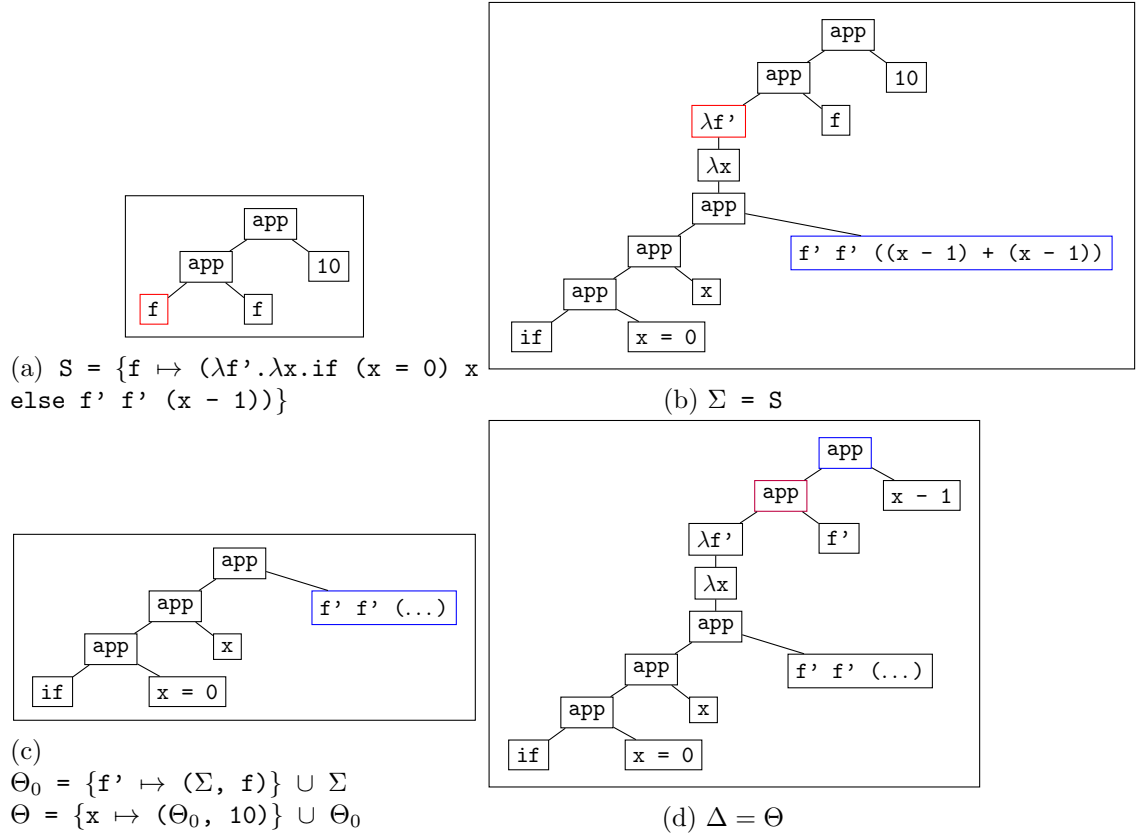 app
app
10
f
f
(a) S = {f ↦ (λf'.λx.if (x = 0) x
else f' f' (x - 1))}
app
app
10
λf'
f
λx
app
app
f' f' ((x - 1) + (x - 1))
app
x
if
x = 0
(b) Σ = S
app
app
f' f' (...)
app
x
if
x = 0
(c)
Θ₀ = {f' ↦ (Σ, f)} ∪ Σ
Θ = {x ↦ (Θ₀, 10)} ∪ Θ₀
app
app
x - 1
λf'
f'
λx
app
app
f' f' (...)
app
x
if
x = 0
(d) Δ = Θ